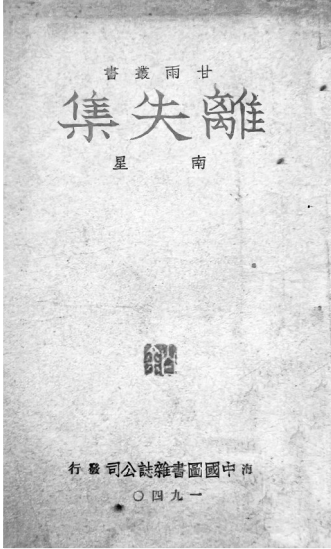 甘雨叢書
離失集
南星
海中國圖書雜誌公司發行
一九四〇